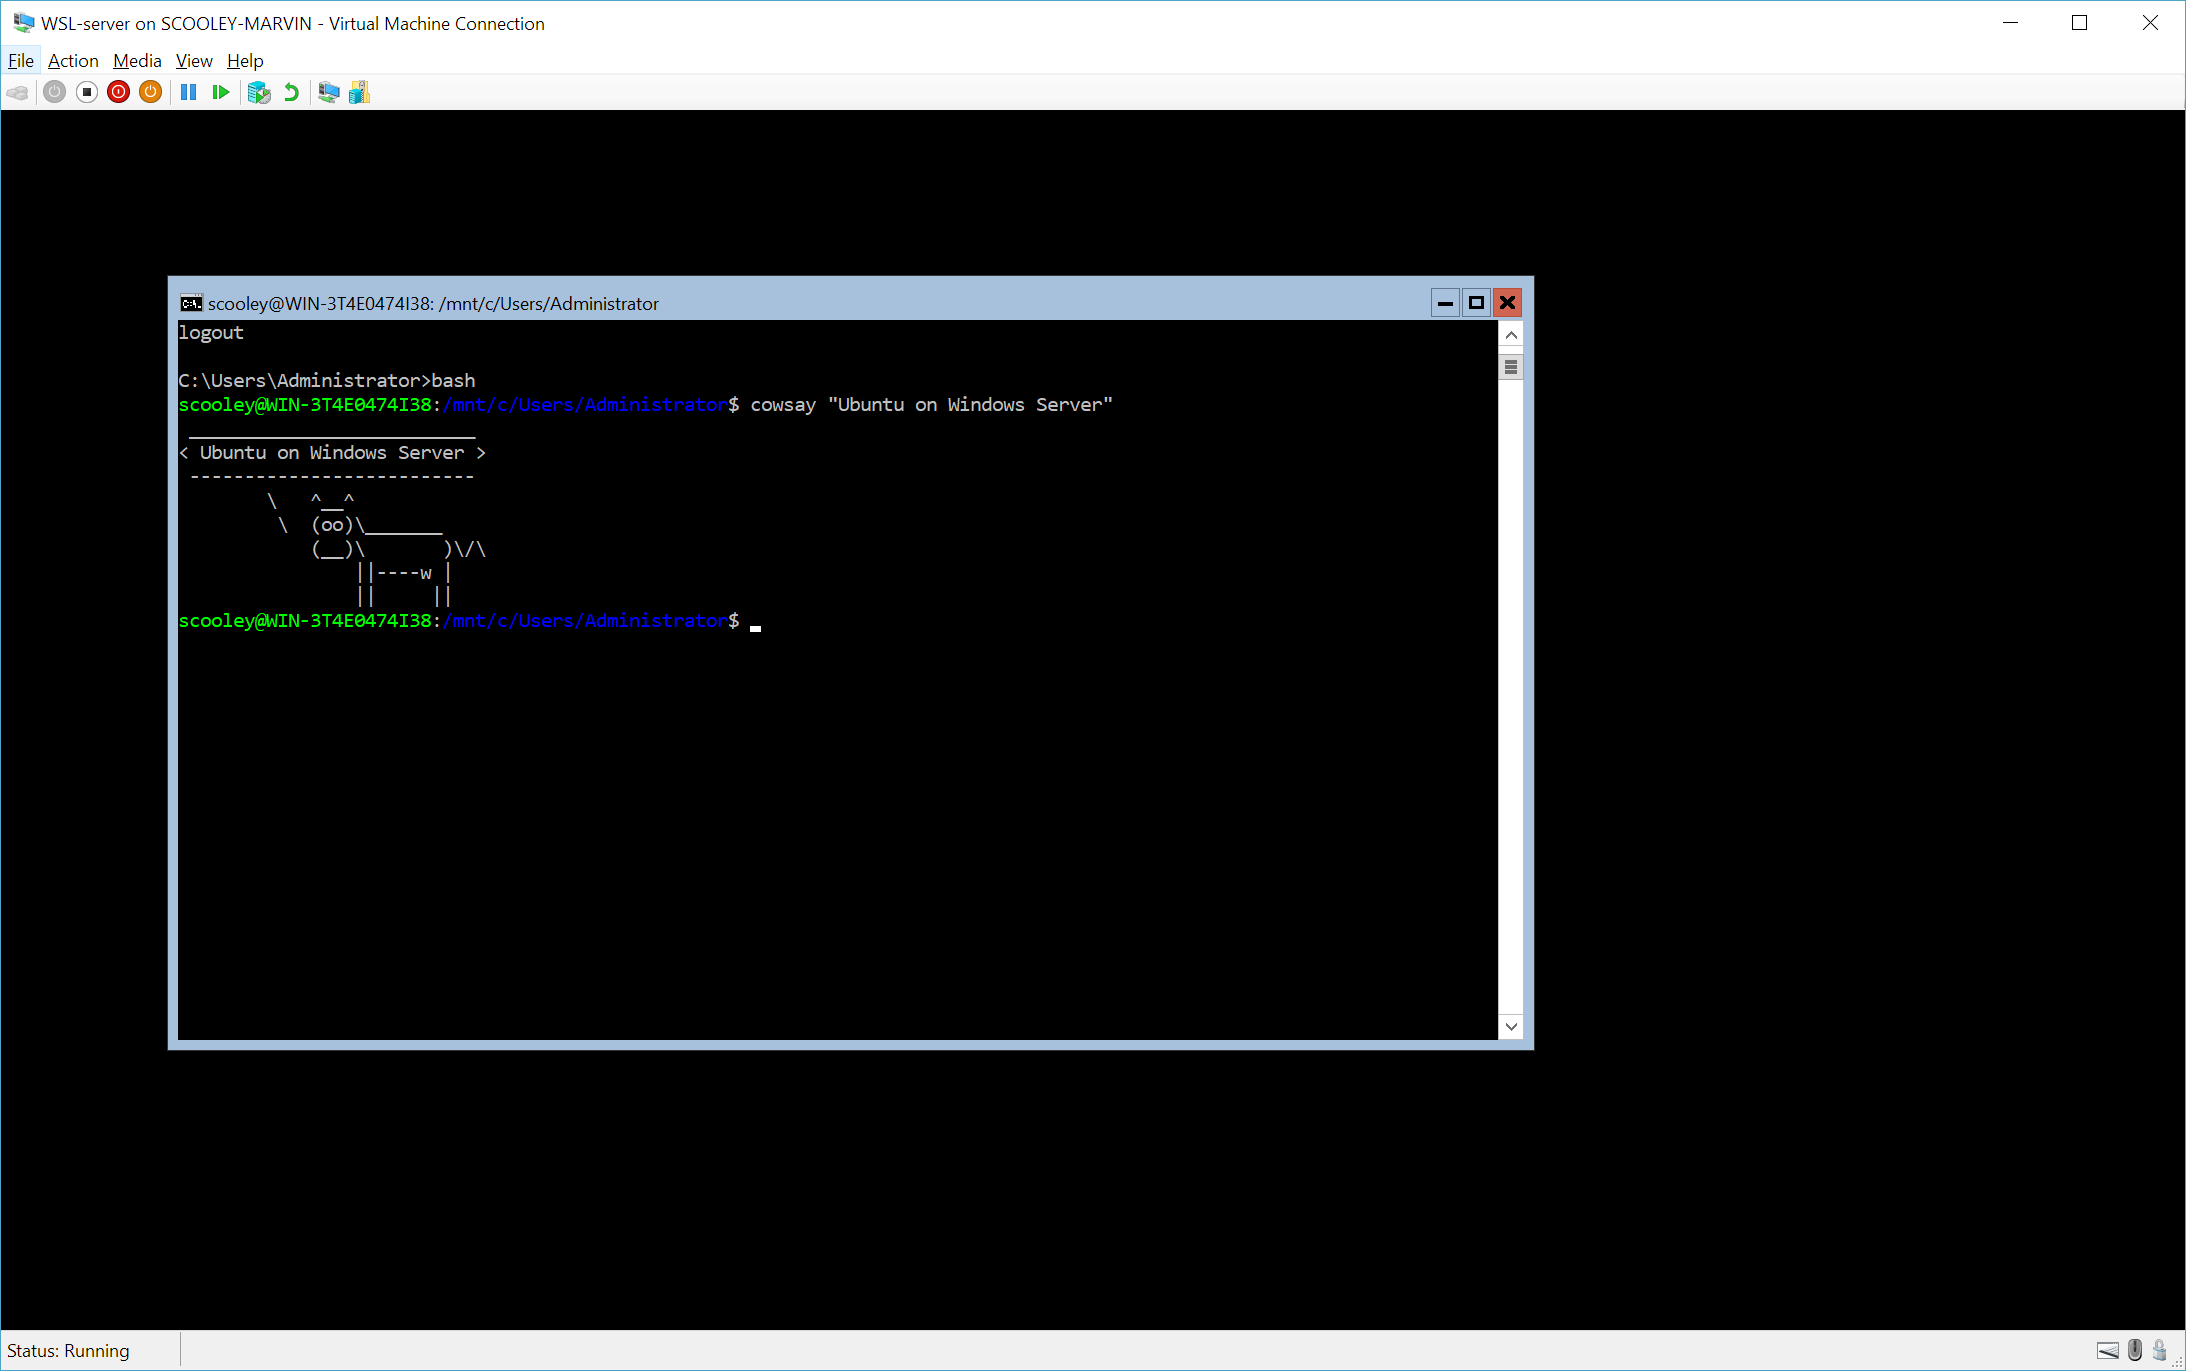 WSL-server on SCOOLEY-MARVIN - Virtual Machine Connection
File Action Media View Help
scooley@WIN-3T4E0474I38: /mnt/c/Users/Administrator
logout
C:\Users\Administrator>bash
scooley@WIN-3T4E0474I38:/mnt/c/Users/Administrator$ cowsay "Ubuntu on Windows Server"
 __________________________
< Ubuntu on Windows Server >
 --------------------------
        \   ^__^
         \  (oo)\_______
            (__)\       )\/\
                ||----w |
                ||     ||
scooley@WIN-3T4E0474I38:/mnt/c/Users/Administrator$
Status: Running